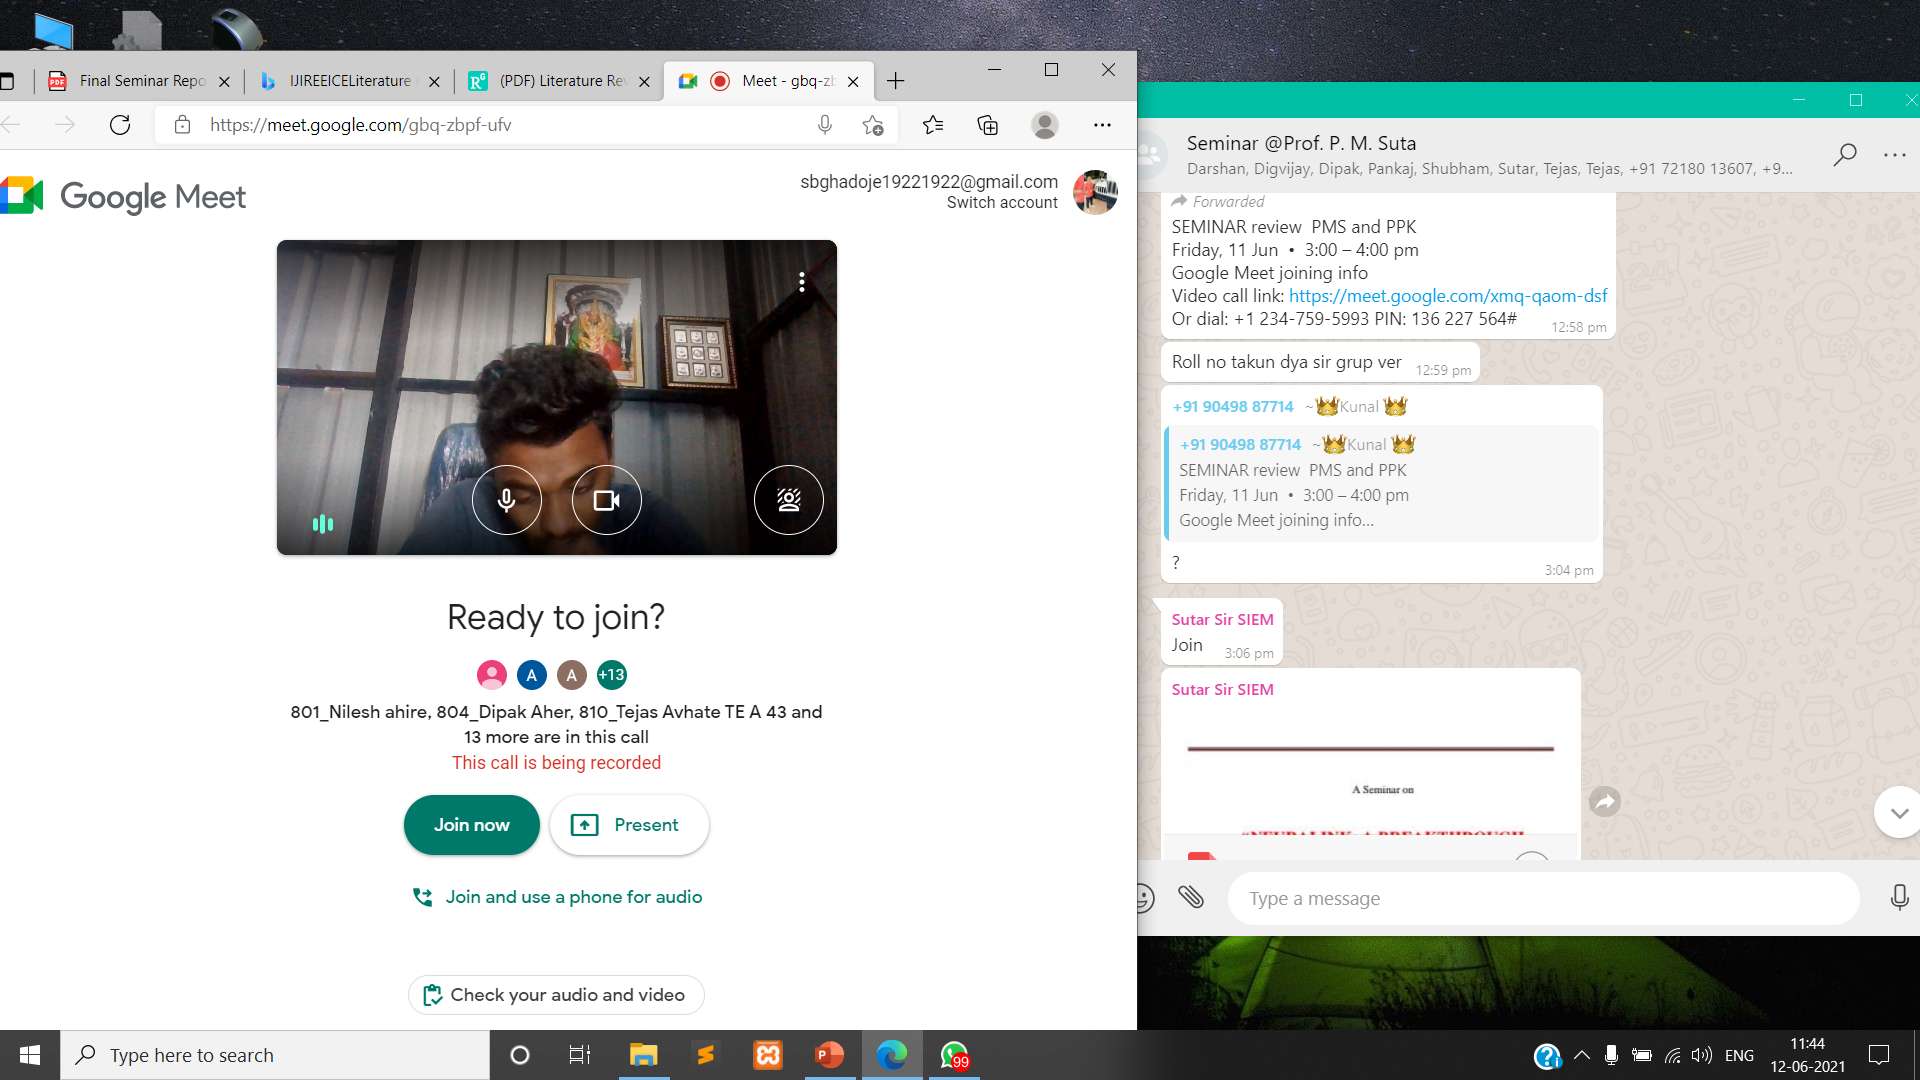 Final Seminar Repo
IJIREEICELiterature
(PDF) Literature Rev
Meet - gbq-zb
https://meet.google.com/gbq-zbpf-ufv
Google Meet
sbghadoje19221922@gmail.com
Switch account
Ready to join?
A
A
+13
801_Nilesh ahire, 804_Dipak Aher, 810_Tejas Avhate TE A 43 and
13 more are in this call
This call is being recorded
Join now
Present
Join and use a phone for audio
Check your audio and video
Seminar @Prof. P. M. Suta
Darshan, Digvijay, Dipak, Pankaj, Shubham, Sutar, Tejas, Tejas, +91 72180 13607, +9...
Forwarded
SEMINAR review PMS and PPK
Friday, 11 Jun • 3:00 – 4:00 pm
Google Meet joining info
Video call link: https://meet.google.com/xmq-qaom-dsf
Or dial: +1 234-759-5993 PIN: 136 227 564#
12:58 pm
Roll no takun dya sir grup ver
12:59 pm
+91 90498 87714 ~👑Kunal👑
+91 90498 87714 ~👑Kunal👑
SEMINAR review PMS and PPK
Friday, 11 Jun • 3:00 – 4:00 pm
Google Meet joining info...
?
3:04 pm
Sutar Sir SIEM
Join
3:06 pm
Sutar Sir SIEM
A Seminar on
"NEURALINK: A BREAKTHROUGH
Type a message
Type here to search
99
ENG
11:44
12-06-2021